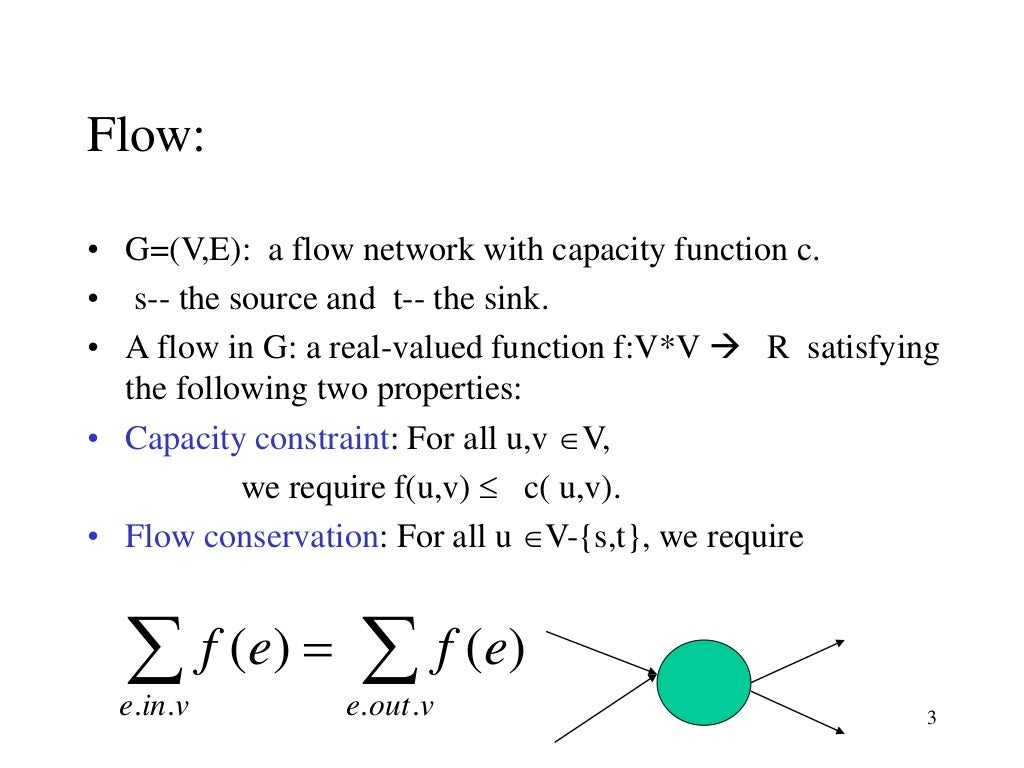 Flow:
• G=(V,E): a flow network with capacity function c.
• s-- the source and t-- the sink.
• A flow in G: a real-valued function f:V*V → R satisfying
the following two properties:
• Capacity constraint: For all u,v ∈V,
we require f(u,v) ≤ c( u,v).
• Flow conservation: For all u ∈V-{s,t}, we require
∑ f (e) = ∑ f (e)
e.in.v e.out.v
3